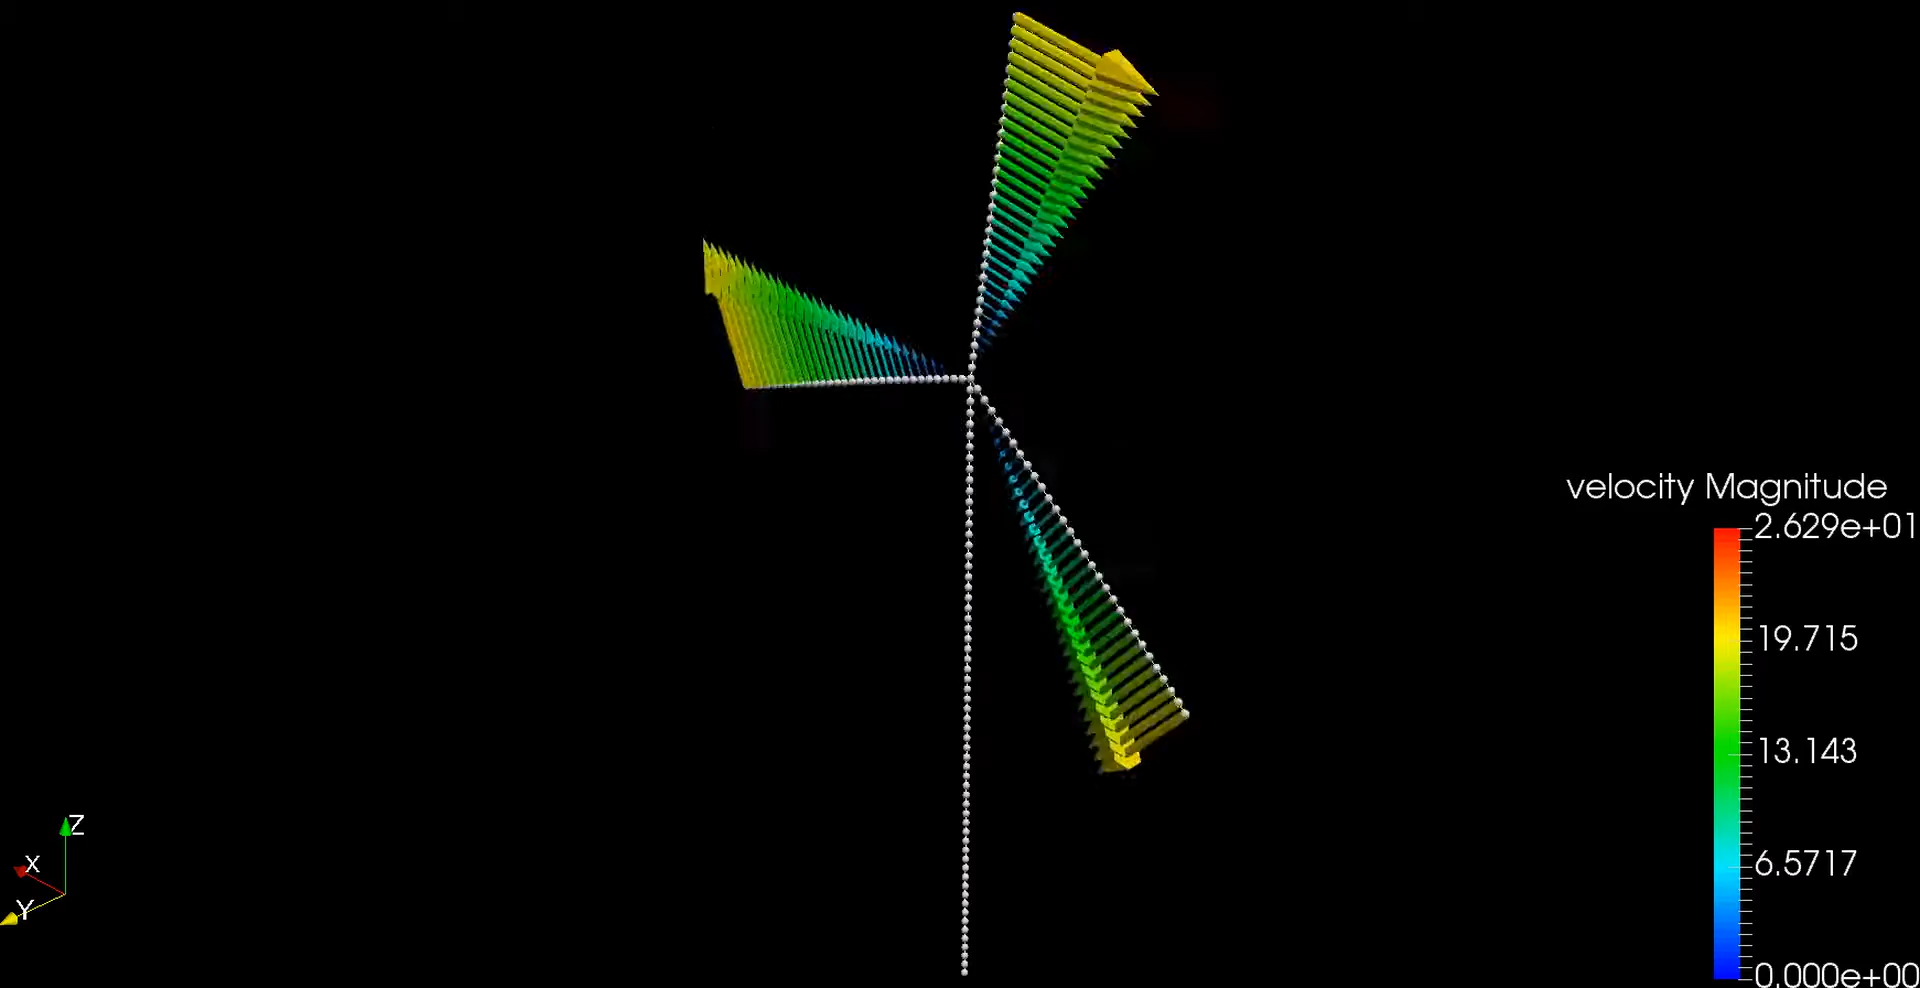 velocity Magnitude
2.629e+01
19.715
13.143
6.5717
0.000e+00
Z
X
Y